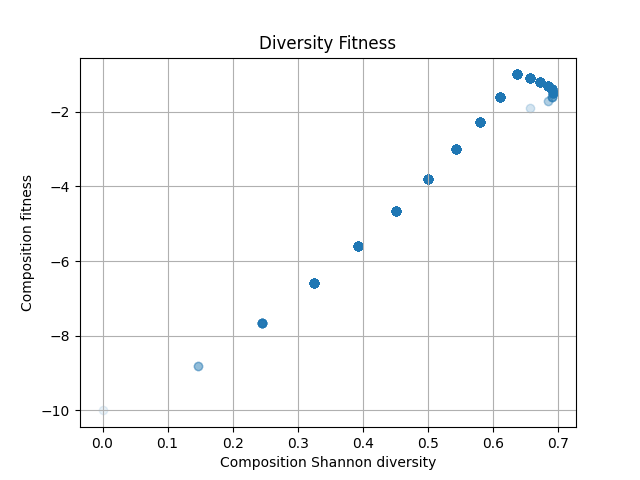 Diversity Fitness
Composition fitness
−2
−4
−6
−8
−10
0.0 0.1 0.2 0.3 0.4 0.5 0.6 0.7
Composition Shannon diversity